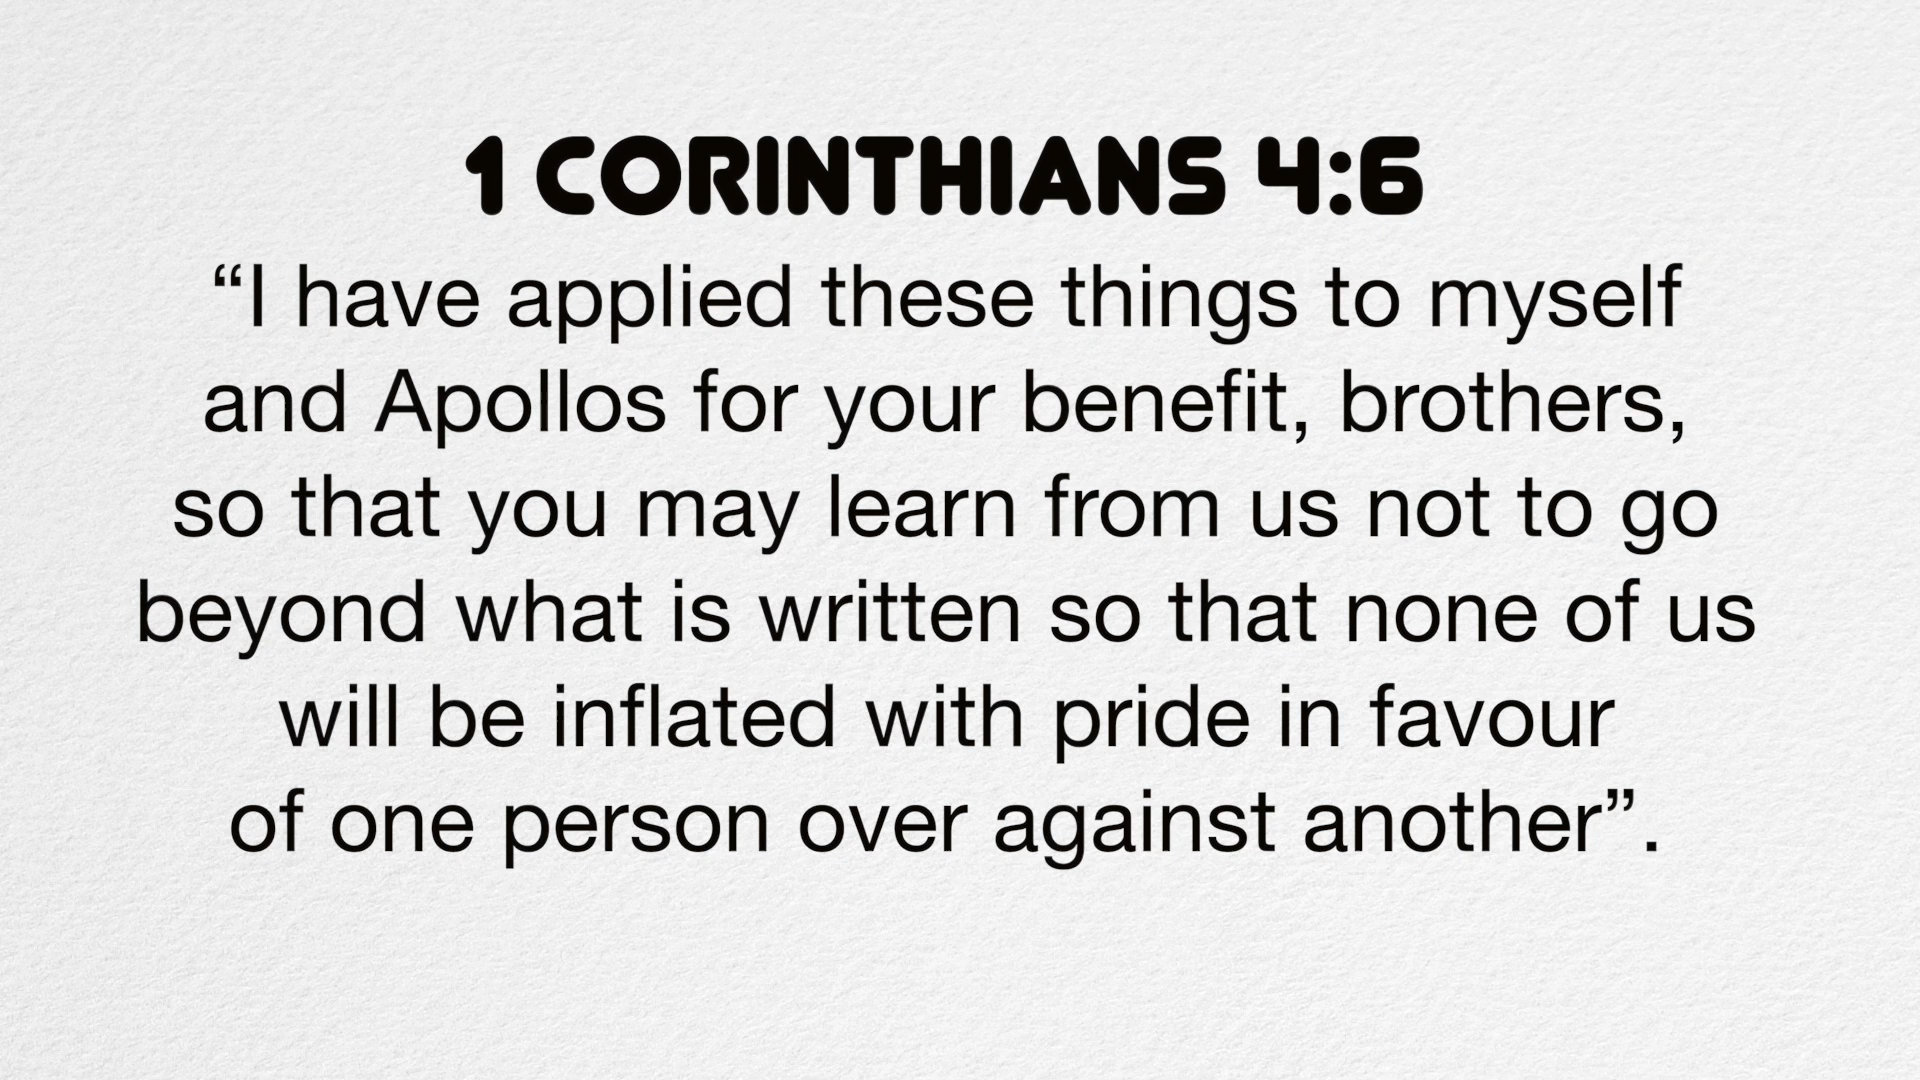 1 CORINTHIANS 4:6
“I have applied these things to myself
and Apollos for your benefit, brothers,
so that you may learn from us not to go
beyond what is written so that none of us
will be inflated with pride in favour
of one person over against another”.